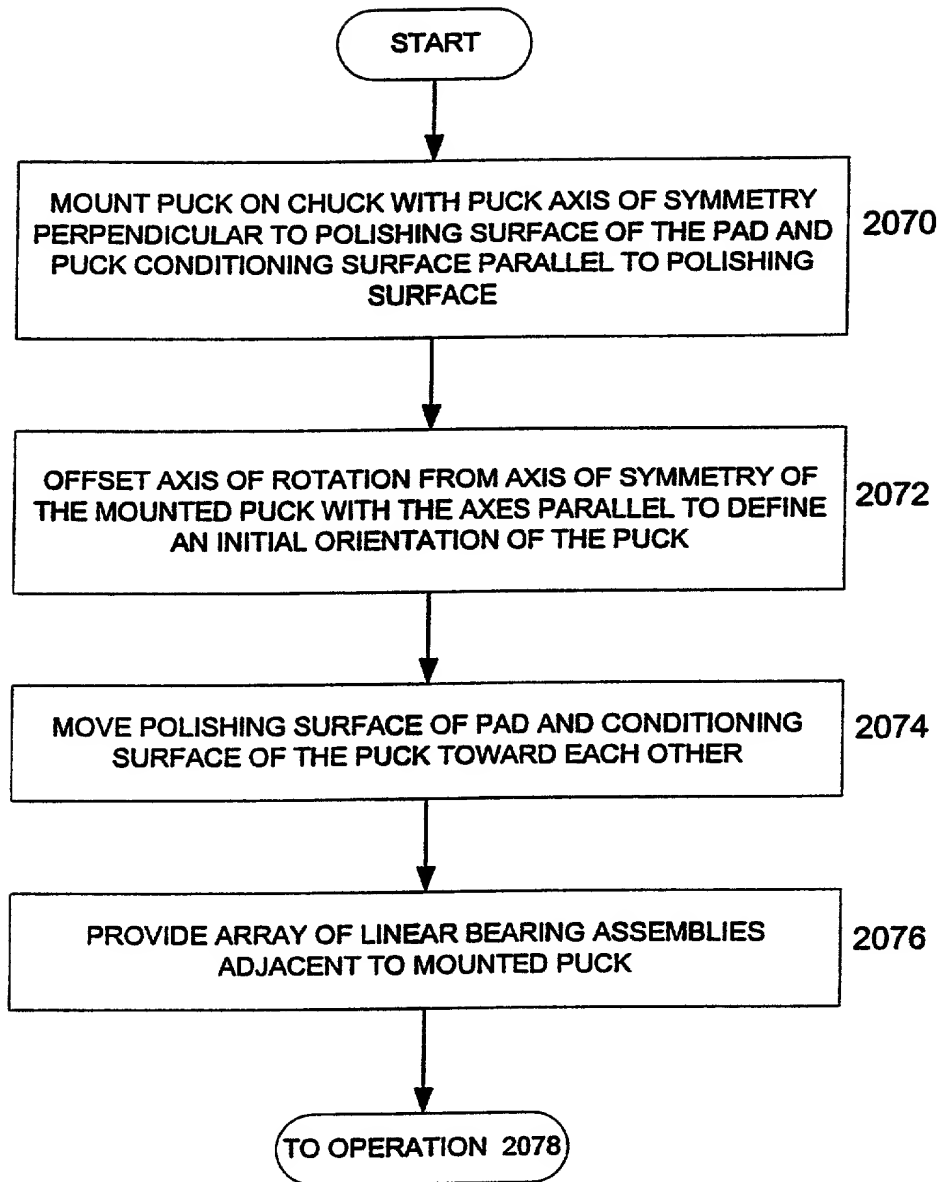 START
MOUNT PUCK ON CHUCK WITH PUCK AXIS OF SYMMETRY
PERPENDICULAR TO POLISHING SURFACE OF THE PAD AND
PUCK CONDITIONING SURFACE PARALLEL TO POLISHING
SURFACE
2070
OFFSET AXIS OF ROTATION FROM AXIS OF SYMMETRY OF
THE MOUNTED PUCK WITH THE AXES PARALLEL TO DEFINE
AN INITIAL ORIENTATION OF THE PUCK
2072
MOVE POLISHING SURFACE OF PAD AND CONDITIONING
SURFACE OF THE PUCK TOWARD EACH OTHER
2074
PROVIDE ARRAY OF LINEAR BEARING ASSEMBLIES
ADJACENT TO MOUNTED PUCK
2076
TO OPERATION 2078